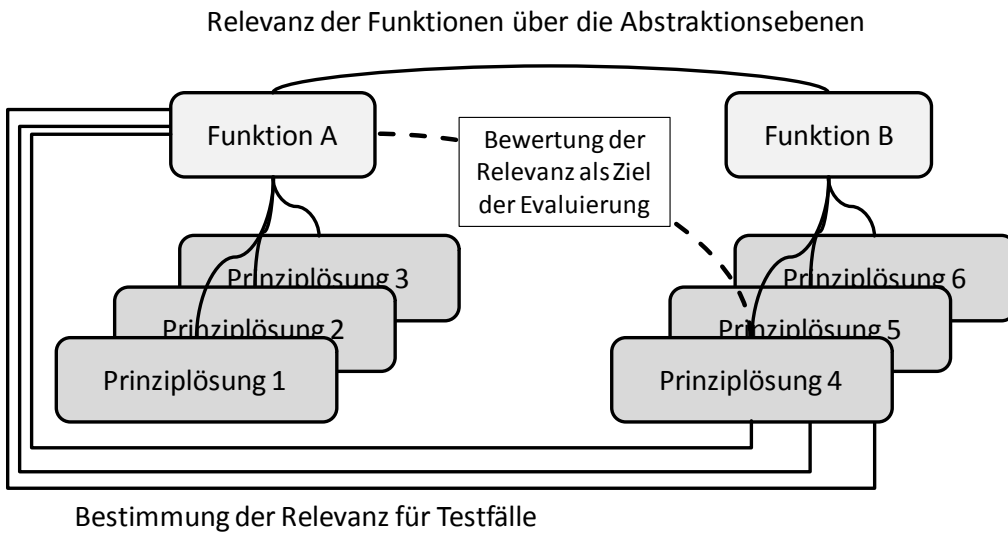 Relevanz der Funktionen über die Abstraktionsebenen
Funktion A
Bewertung der
Relevanz als Ziel
der Evaluierung
Funktion B
Prinziplösung 3
Prinziplösung 2
Prinziplösung 1
Prinziplösung 6
Prinziplösung 5
Prinziplösung 4
Bestimmung der Relevanz für Testfälle